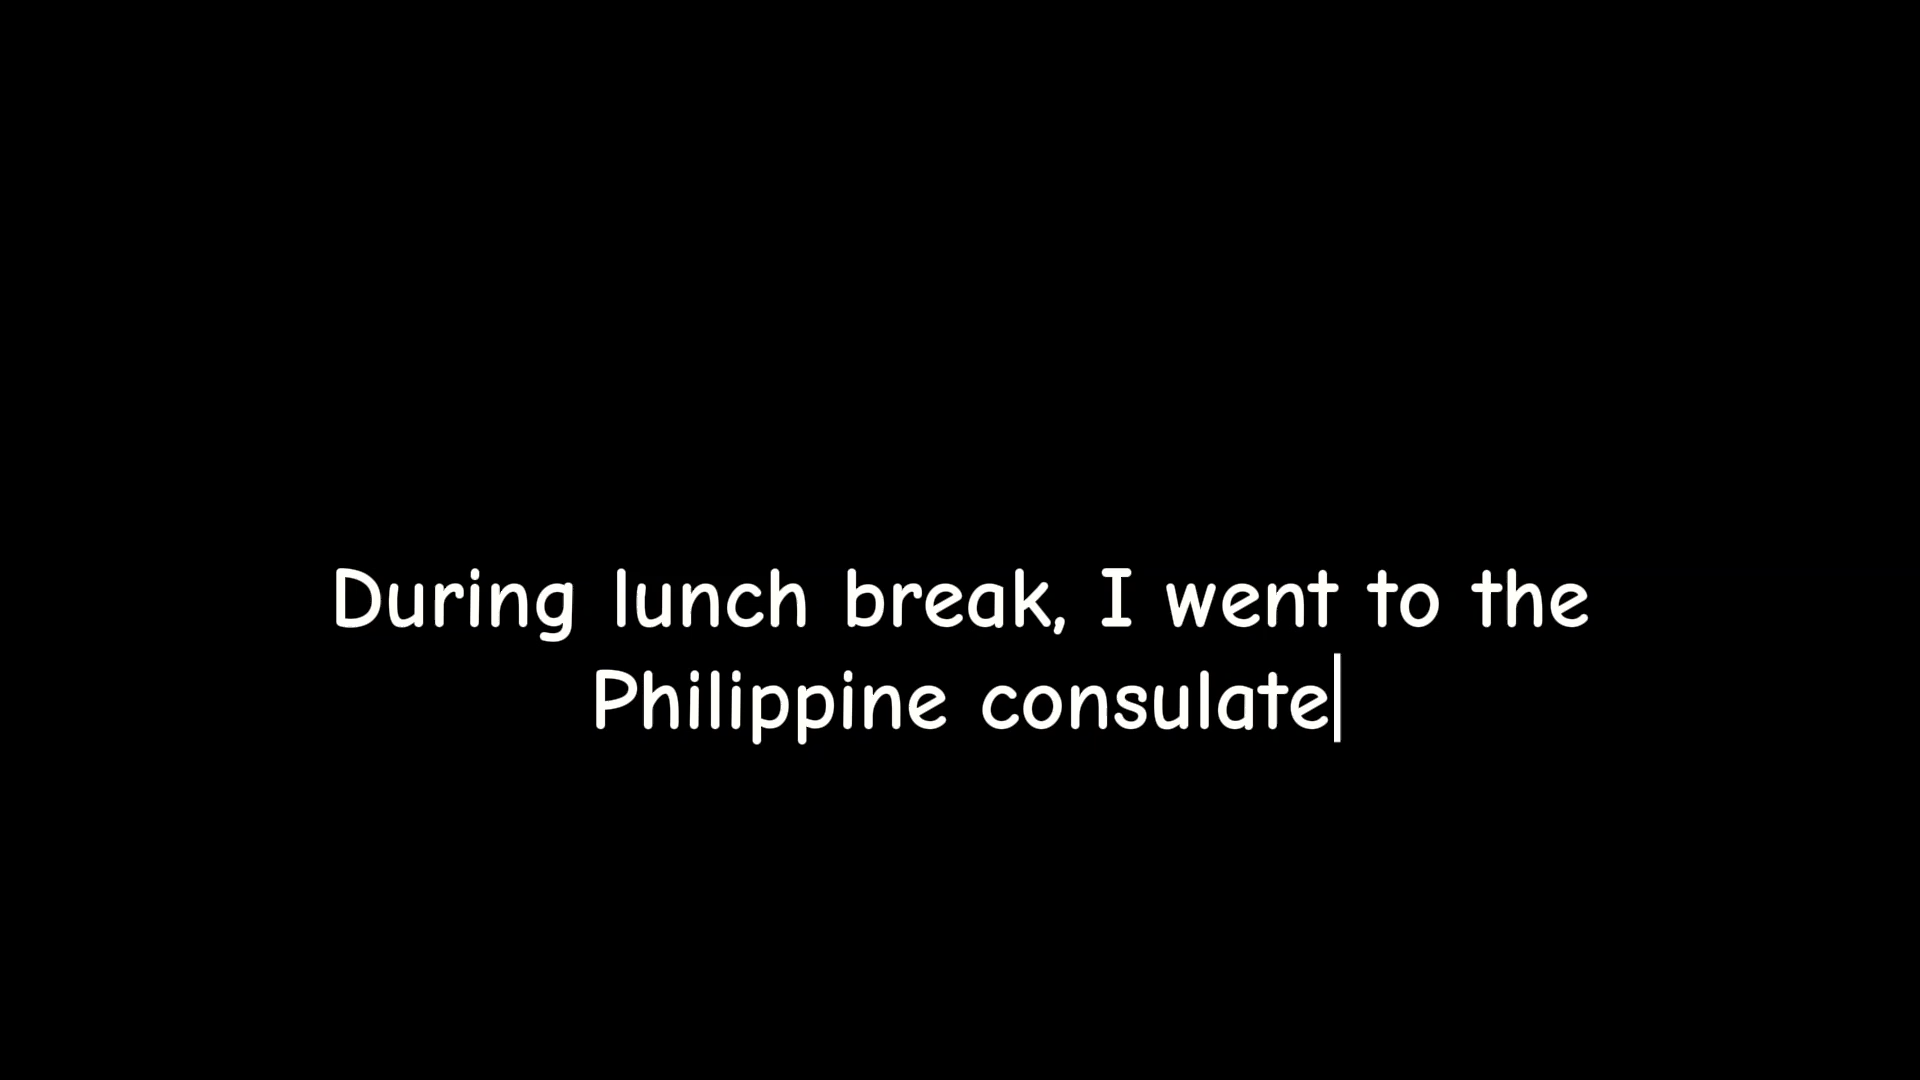 During lunch break, I went to the
Philippine consulate